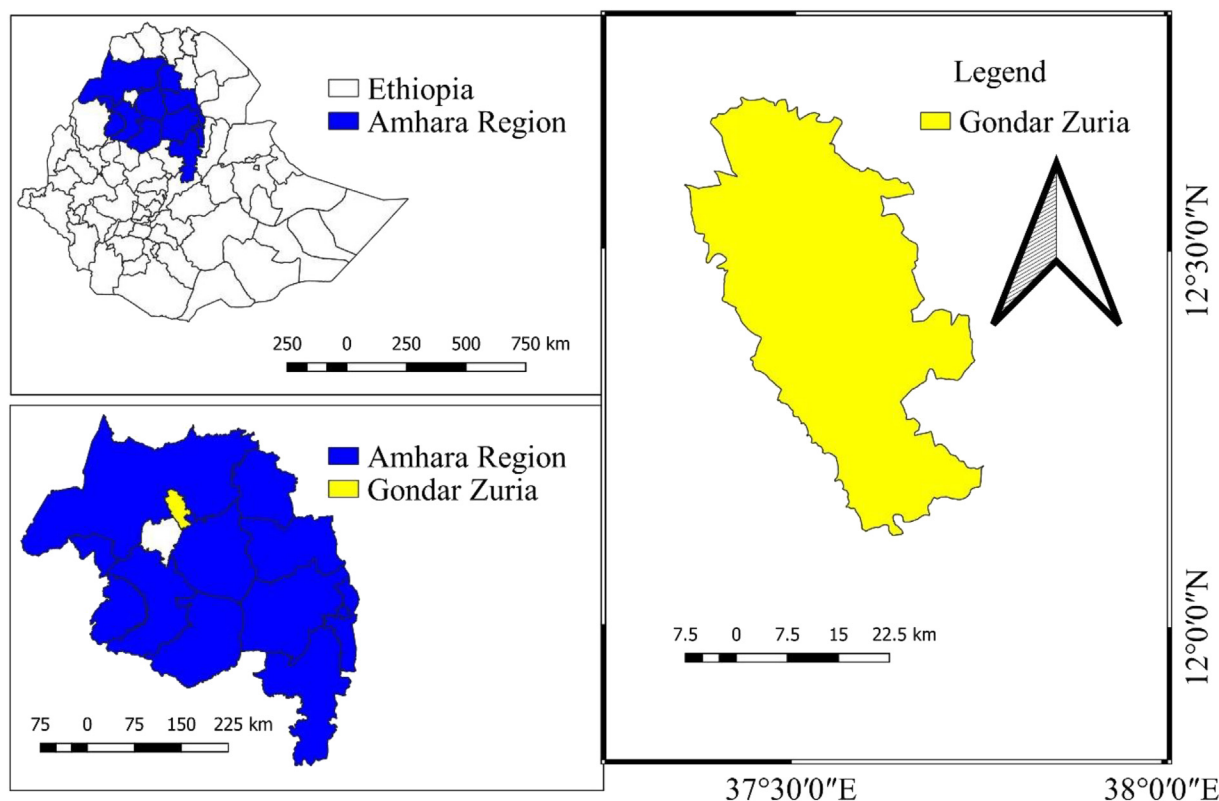 Ethiopia
Amhara Region
250 0 250 500 750 km
Amhara Region
Gondar Zuria
75 0 75 150 225 km
Legend
Gondar Zuria
7.5 0 7.5 15 22.5 km
12°30′0″N
12°0′0″N
37°30′0″E 38°0′0″E